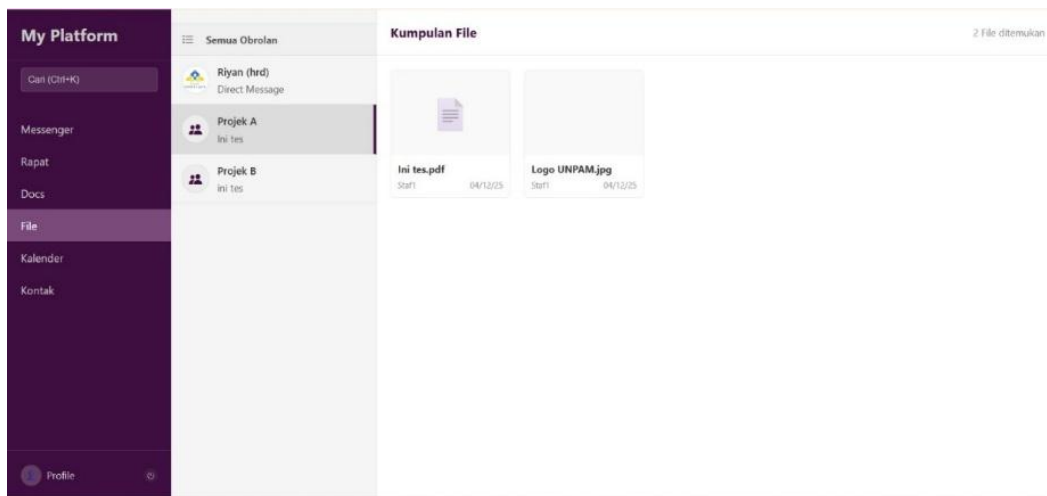 My Platform
Cari (Ctrl+K)
Messenger
Rapat
Docs
File
Kalender
Kontak
Profile
Semua Obrolan
Riyan (hrd)
Direct Message
Projek A
Ini tes
Projek B
ini tes
Kumpulan File
2 File ditemukan
Ini tes.pdf
Staf1 04/12/25
Logo UNPAM.jpg
Staf1 04/12/25